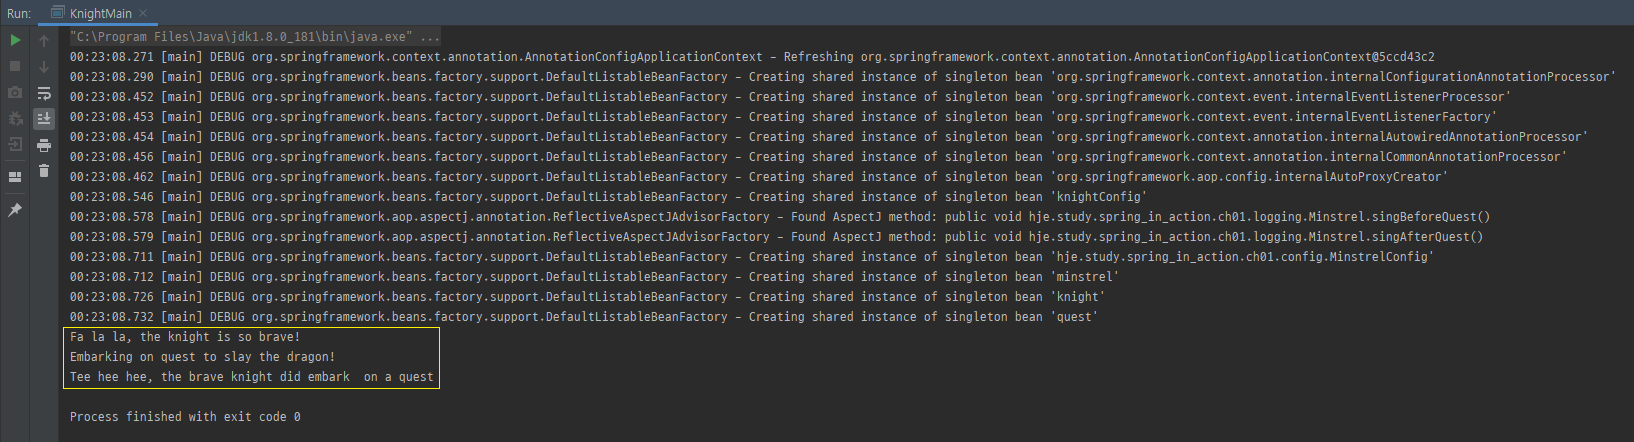 Run: KnightMain
"C:\Program Files\Java\jdk1.8.0_181\bin\java.exe" ...
00:23:08.271 [main] DEBUG org.springframework.context.annotation.AnnotationConfigApplicationContext - Refreshing org.springframework.context.annotation.AnnotationConfigApplicationContext@5ccd43c2
00:23:08.290 [main] DEBUG org.springframework.beans.factory.support.DefaultListableBeanFactory - Creating shared instance of singleton bean 'org.springframework.context.annotation.internalConfigurationAnnotationProcessor'
00:23:08.452 [main] DEBUG org.springframework.beans.factory.support.DefaultListableBeanFactory - Creating shared instance of singleton bean 'org.springframework.context.event.internalEventListenerProcessor'
00:23:08.453 [main] DEBUG org.springframework.beans.factory.support.DefaultListableBeanFactory - Creating shared instance of singleton bean 'org.springframework.context.event.internalEventListenerFactory'
00:23:08.454 [main] DEBUG org.springframework.beans.factory.support.DefaultListableBeanFactory - Creating shared instance of singleton bean 'org.springframework.context.annotation.internalAutowiredAnnotationProcessor'
00:23:08.456 [main] DEBUG org.springframework.beans.factory.support.DefaultListableBeanFactory - Creating shared instance of singleton bean 'org.springframework.context.annotation.internalCommonAnnotationProcessor'
00:23:08.462 [main] DEBUG org.springframework.beans.factory.support.DefaultListableBeanFactory - Creating shared instance of singleton bean 'org.springframework.aop.config.internalAutoProxyCreator'
00:23:08.546 [main] DEBUG org.springframework.beans.factory.support.DefaultListableBeanFactory - Creating shared instance of singleton bean 'knightConfig'
00:23:08.578 [main] DEBUG org.springframework.aop.aspectj.annotation.ReflectiveAspectJAdvisorFactory - Found AspectJ method: public void hje.study.spring_in_action.ch01.logging.Minstrel.singBeforeQuest()
00:23:08.579 [main] DEBUG org.springframework.aop.aspectj.annotation.ReflectiveAspectJAdvisorFactory - Found AspectJ method: public void hje.study.spring_in_action.ch01.logging.Minstrel.singAfterQuest()
00:23:08.711 [main] DEBUG org.springframework.beans.factory.support.DefaultListableBeanFactory - Creating shared instance of singleton bean 'hje.study.spring_in_action.ch01.config.MinstrelConfig'
00:23:08.712 [main] DEBUG org.springframework.beans.factory.support.DefaultListableBeanFactory - Creating shared instance of singleton bean 'minstrel'
00:23:08.726 [main] DEBUG org.springframework.beans.factory.support.DefaultListableBeanFactory - Creating shared instance of singleton bean 'knight'
00:23:08.732 [main] DEBUG org.springframework.beans.factory.support.DefaultListableBeanFactory - Creating shared instance of singleton bean 'quest'
Fa la la, the knight is so brave!
Embarking on quest to slay the dragon!
Tee hee hee, the brave knight did embark  on a quest
Process finished with exit code 0